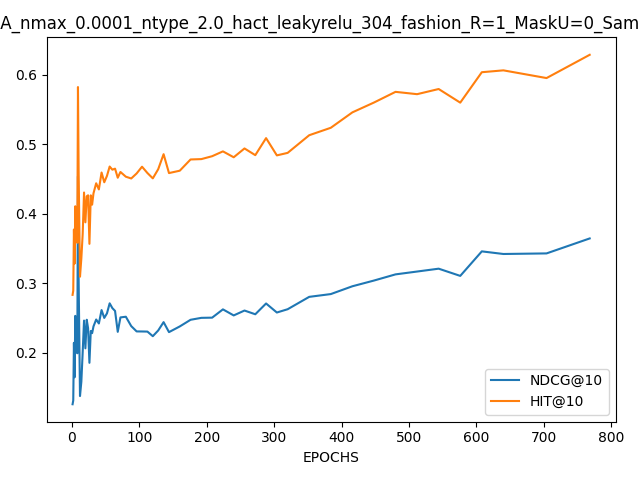 A_nmax_0.0001_ntype_2.0_hact_leakyrelu_304_fashion_R=1_MaskU=0_Sam
0.6
0.5
0.4
0.3
0.2
NDCG@10
HIT@10
0 100 200 300 400 500 600 700 800
EPOCHS